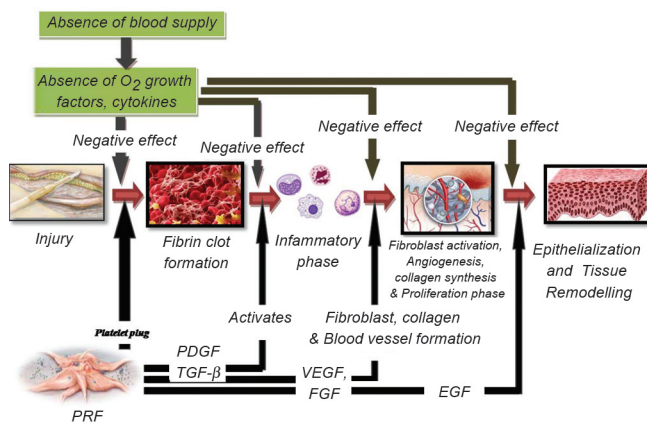 Absence of blood supply
Absence of O2 growth
factors, cytokines
Negative effect
Negative effect
Negative effect
Negative effect
Injury
Fibrin clot
formation
Infammatory
phase
Fibroblast activation,
Angiogenesis,
collagen synthesis
& Proliferation phase
Epithelialization
and Tissue
Remodelling
Platelet plug
Activates
Fibroblast, collagen
& Blood vessel formation
PDGF
TGF-β
VEGF,
FGF
EGF
PRF